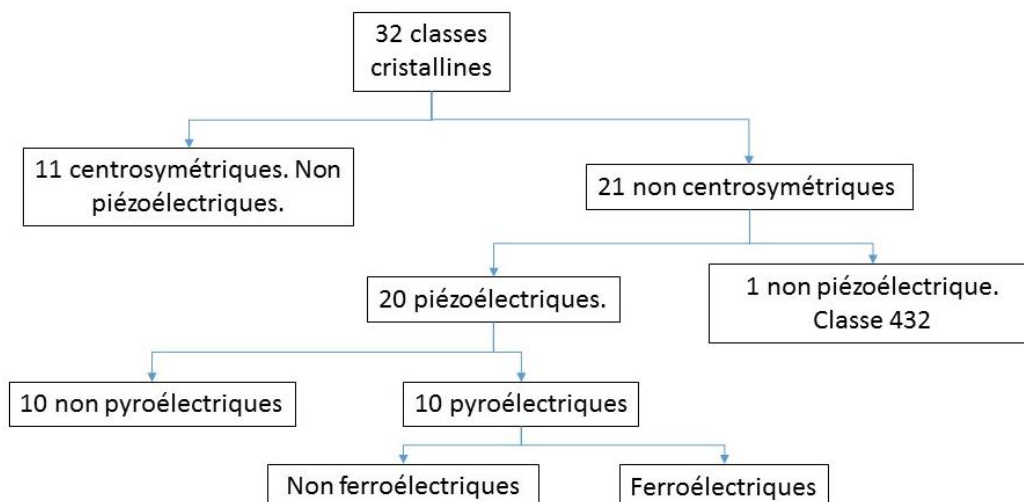 32 classes
cristallines
11 centrosymétriques. Non
piézoélectriques.
21 non centrosymétriques
20 piézoélectriques.
1 non piézoélectrique.
Classe 432
10 non pyroélectriques
10 pyroélectriques
Non ferroélectriques
Ferroélectriques